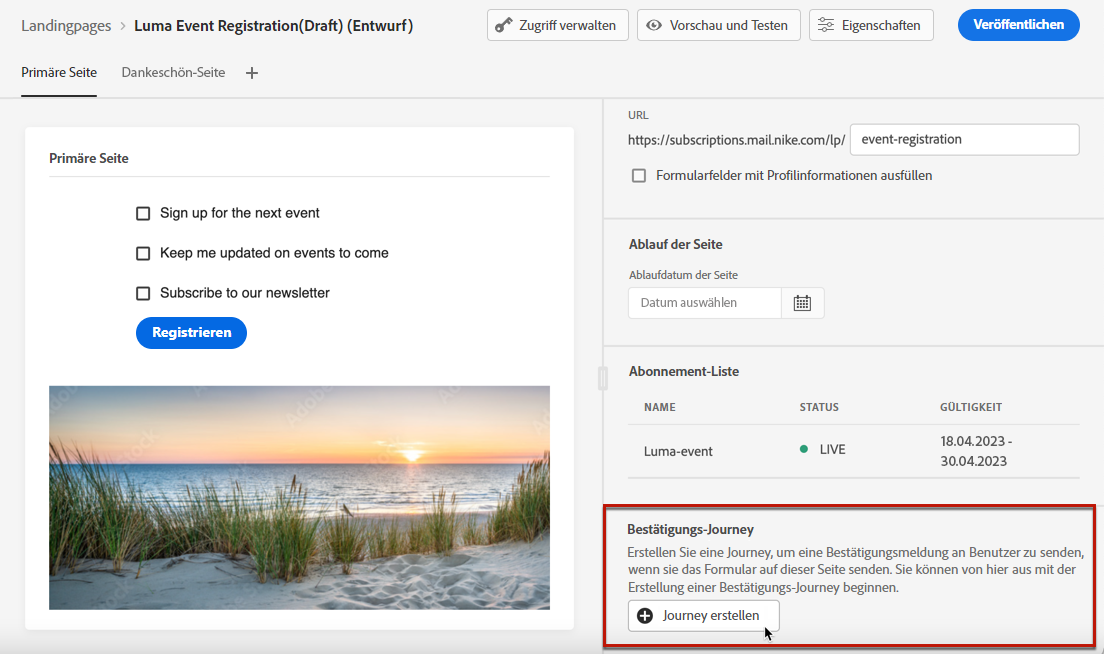 Landingpages > Luma Event Registration(Draft) (Entwurf)
Zugriff verwalten
Vorschau und Testen
Eigenschaften
Veröffentlichen
Primäre Seite
Dankeschön-Seite
+
Primäre Seite
Sign up for the next event
Keep me updated on events to come
Subscribe to our newsletter
Registrieren
URL
https://subscriptions.mail.nike.com/lp/ event-registration
Formularfelder mit Profilinformationen ausfüllen
Ablauf der Seite
Ablaufdatum der Seite
Datum auswählen
Abonnement-Liste
NAME STATUS GÜLTIGKEIT
Luma-event LIVE 18.04.2023 -
30.04.2023
Bestätigungs-Journey
Erstellen Sie eine Journey, um eine Bestätigungsmeldung an Benutzer zu senden,
wenn sie das Formular auf dieser Seite senden. Sie können von hier aus mit der
Erstellung einer Bestätigungs-Journey beginnen.
Journey erstellen